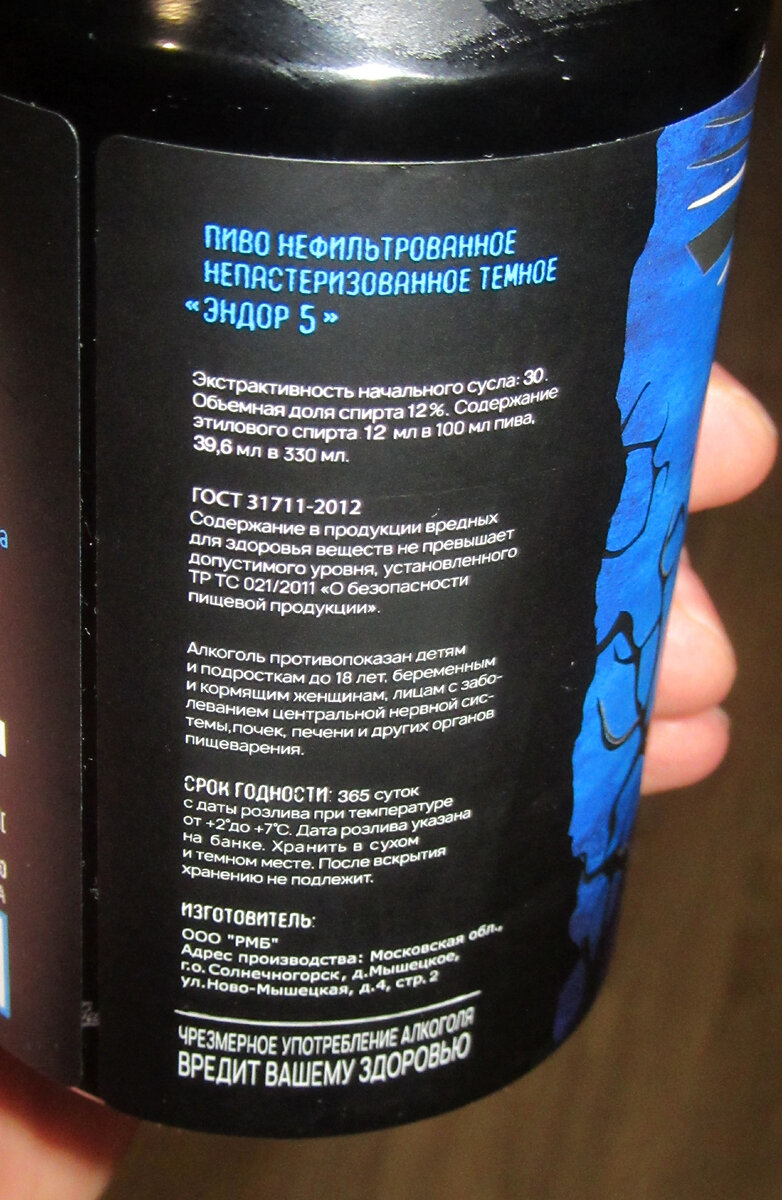 ПИВО НЕФИЛЬТРОВАННОЕ
НЕПАСТЕРИЗОВАННОЕ ТЕМНОЕ
«ЭНДОР 5»
Экстрактивность начального сусла: 30.
Объемная доля спирта 12%. Содержание
этилового спирта 12 мл в 100 мл пива,
39,6 мл в 330 мл.
ГОСТ 31711-2012
Содержание в продукции вредных
для здоровья веществ не превышает
допустимого уровня, установленного
ТР ТС 021/2011 «О безопасности
пищевой продукции».
Алкоголь противопоказан детям
и подросткам до 18 лет, беременным
и кормящим женщинам, лицам с забо-
леванием центральной нервной сис-
темы,почек, печени и других органов
пищеварения.
СРОК ГОДНОСТИ: 365 суток
с даты розлива при температуре
от +2°до +7°С. Дата розлива указана
на банке. Хранить в сухом
и темном месте. После вскрытия
хранению не подлежит.
ИЗГОТОВИТЕЛЬ:
ООО "РМБ"
Адрес производства: Московская обл.,
г.о.Солнечногорск, д.Мышецкое,
ул.Ново-Мышецкая, д.4, стр.2
ЧРЕЗМЕРНОЕ УПОТРЕБЛЕНИЕ АЛКОГОЛЯ
ВРЕДИТ ВАШЕМУ ЗДОРОВЬЮ